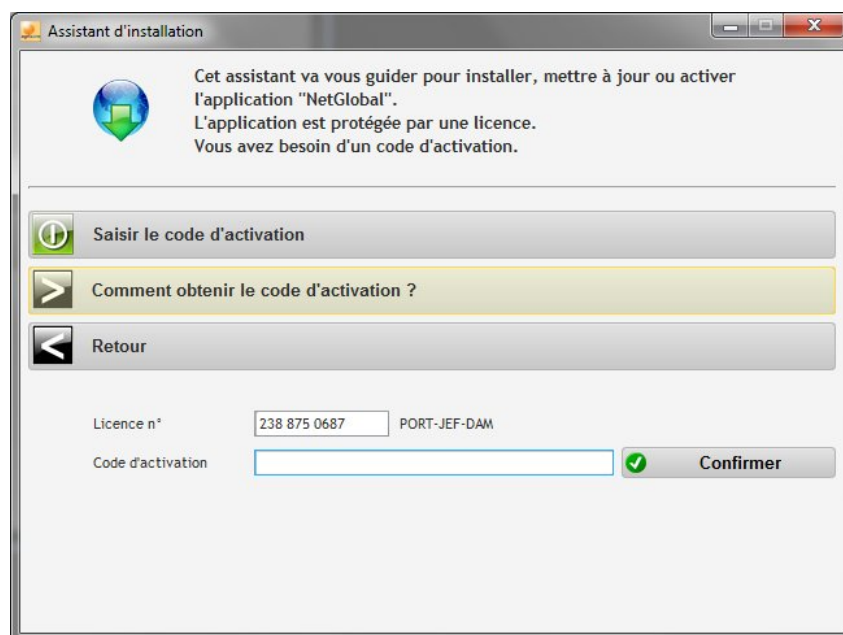 Assistant d'installation
Cet assistant va vous guider pour installer, mettre à jour ou activer
l'application "NetGlobal".
L'application est protégée par une licence.
Vous avez besoin d'un code d'activation.
Saisir le code d'activation
Comment obtenir le code d'activation ?
Retour
Licence n° 238 875 0687 PORT-JEF-DAM
Code d'activation Confirmer